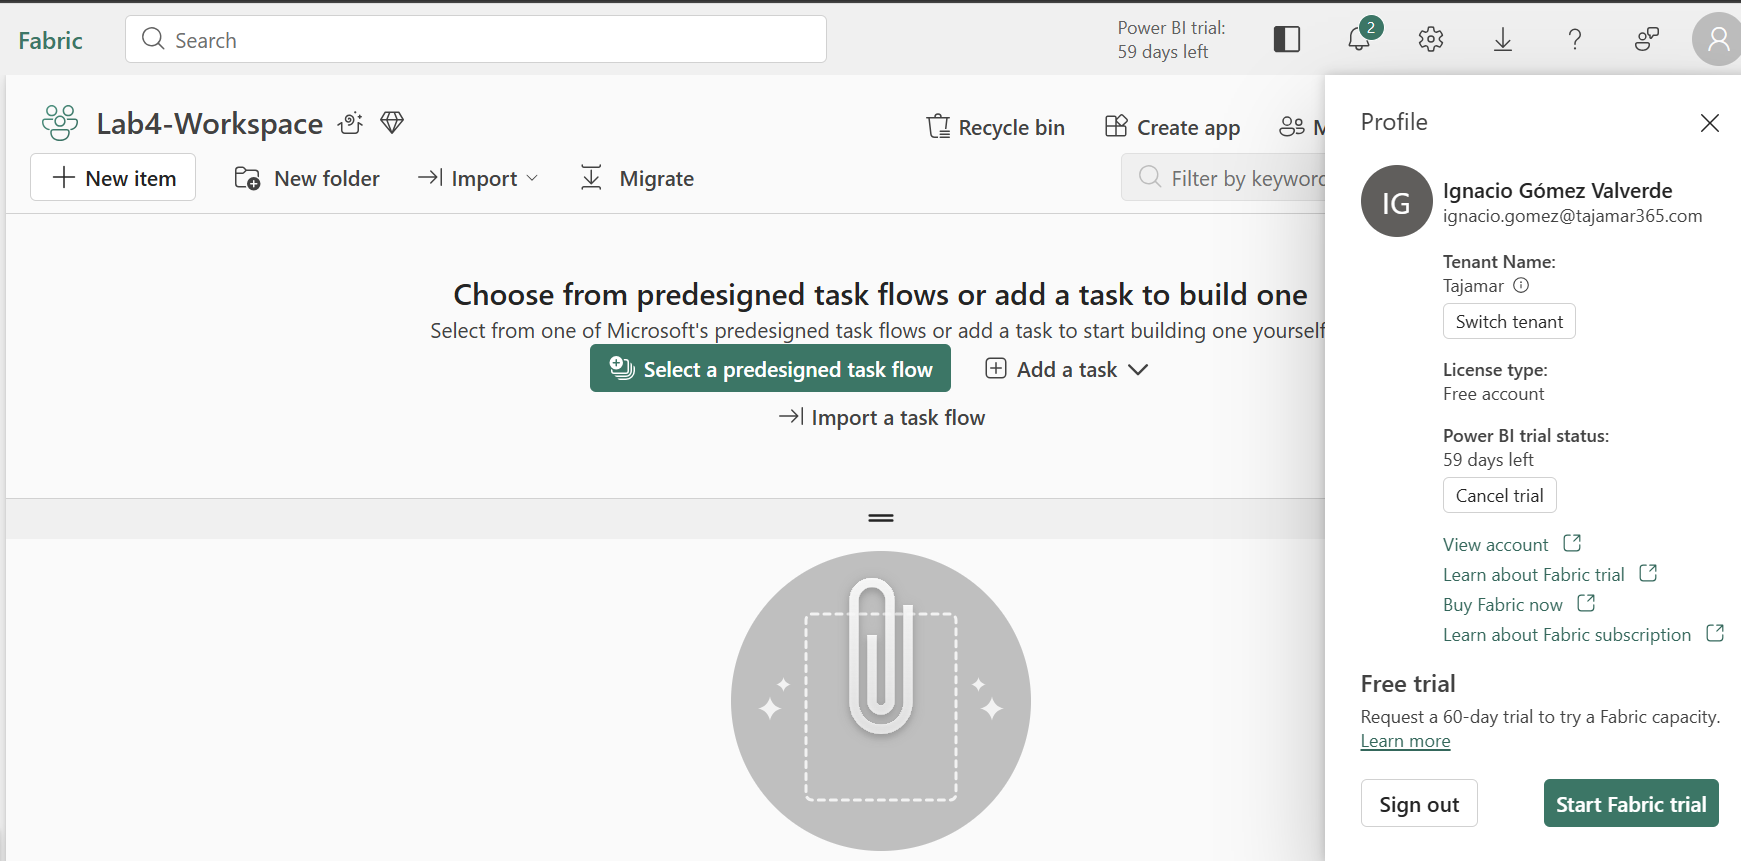 Fabric
Search
Power BI trial:
59 days left
2
Lab4-Workspace
Recycle bin
Create app
M
New item
New folder
Import
Migrate
Filter by keyword
Choose from predesigned task flows or add a task to build one
Select from one of Microsoft's predesigned task flows or add a task to start building one yourself
Select a predesigned task flow
Add a task
Import a task flow
Profile
IG
Ignacio Gómez Valverde
ignacio.gomez@tajamar365.com
Tenant Name:
Tajamar
Switch tenant
License type:
Free account
Power BI trial status:
59 days left
Cancel trial
View account
Learn about Fabric trial
Buy Fabric now
Learn about Fabric subscription
Free trial
Request a 60-day trial to try a Fabric capacity.
Learn more
Sign out
Start Fabric trial